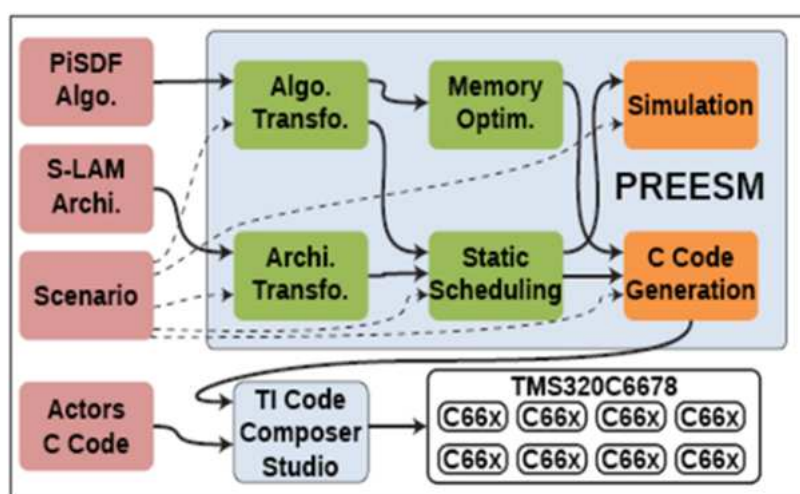 PiSDF
Algo.
Algo.
Transfo.
Memory
Optim.
Simulation
S-LAM
Archi.
PREESM
Scenario
Archi.
Transfo.
Static
Scheduling
C Code
Generation
Actors
C Code
TI Code
Composer
Studio
TMS320C6678
C66x C66x C66x C66x
C66x C66x C66x C66x